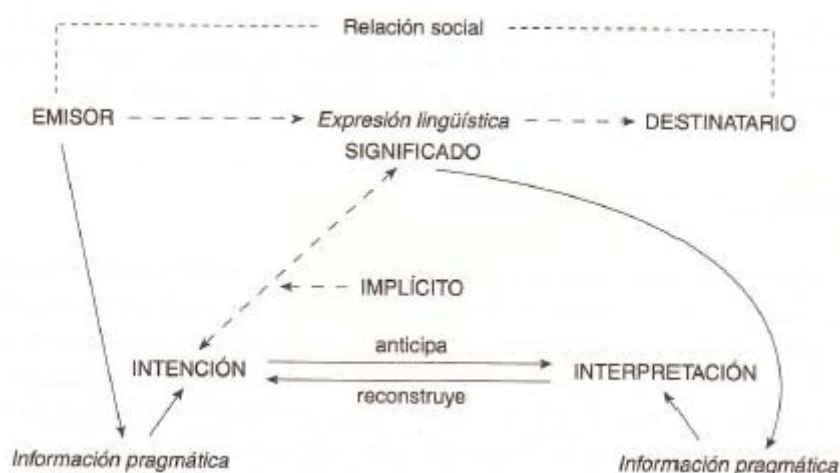 Relación social
EMISOR
Expresión lingüística
DESTINATARIO
SIGNIFICADO
IMPLÍCITO
anticipa
INTENCIÓN
INTERPRETACIÓN
reconstruye
Información pragmática
Información pragmática